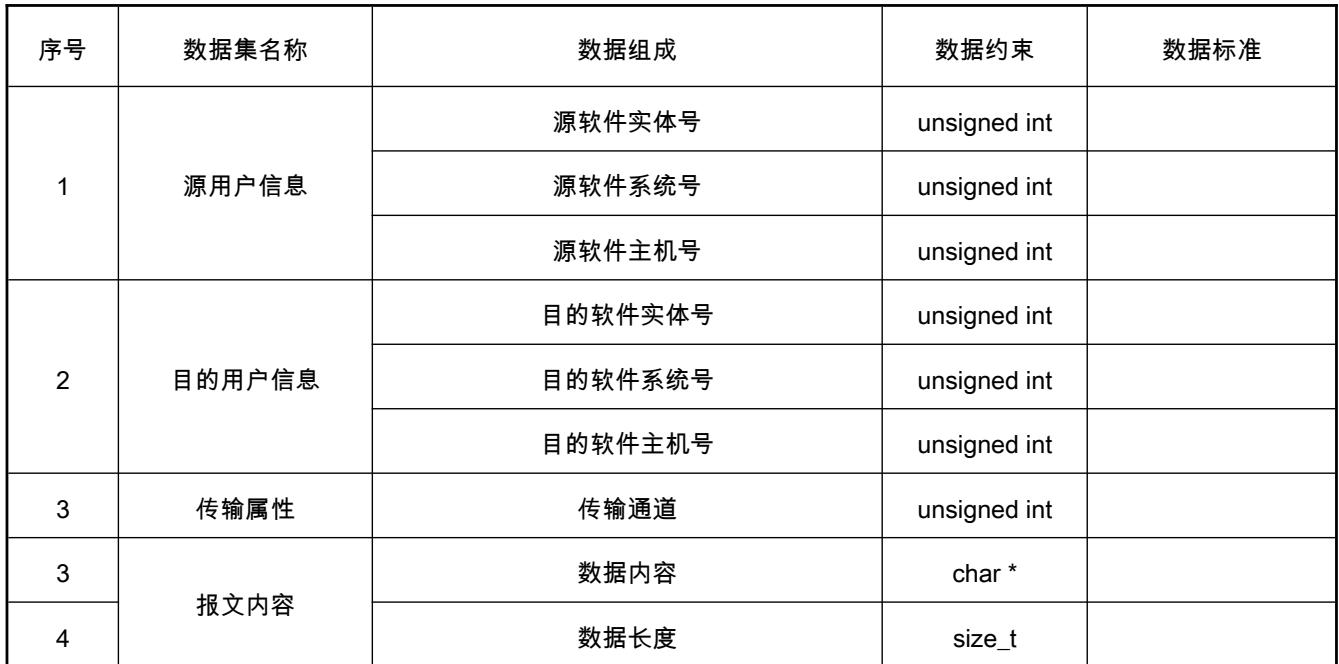 序号 数据集名称 数据组成 数据约束 数据标准
源软件实体号 unsigned int
1 源用户信息 源软件系统号 unsigned int
源软件主机号 unsigned int
目的软件实体号 unsigned int
2 目的用户信息 目的软件系统号 unsigned int
目的软件主机号 unsigned int
3 传输属性 传输通道 unsigned int
3 数据内容 char *
报文内容
4 数据长度 size_t